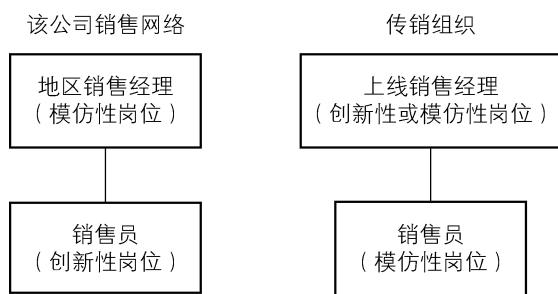 该公司销售网络
传销组织
地区销售经理
（模仿性岗位）
上线销售经理
（创新性或模仿性岗位）
销售员
（创新性岗位）
销售员
（模仿性岗位）